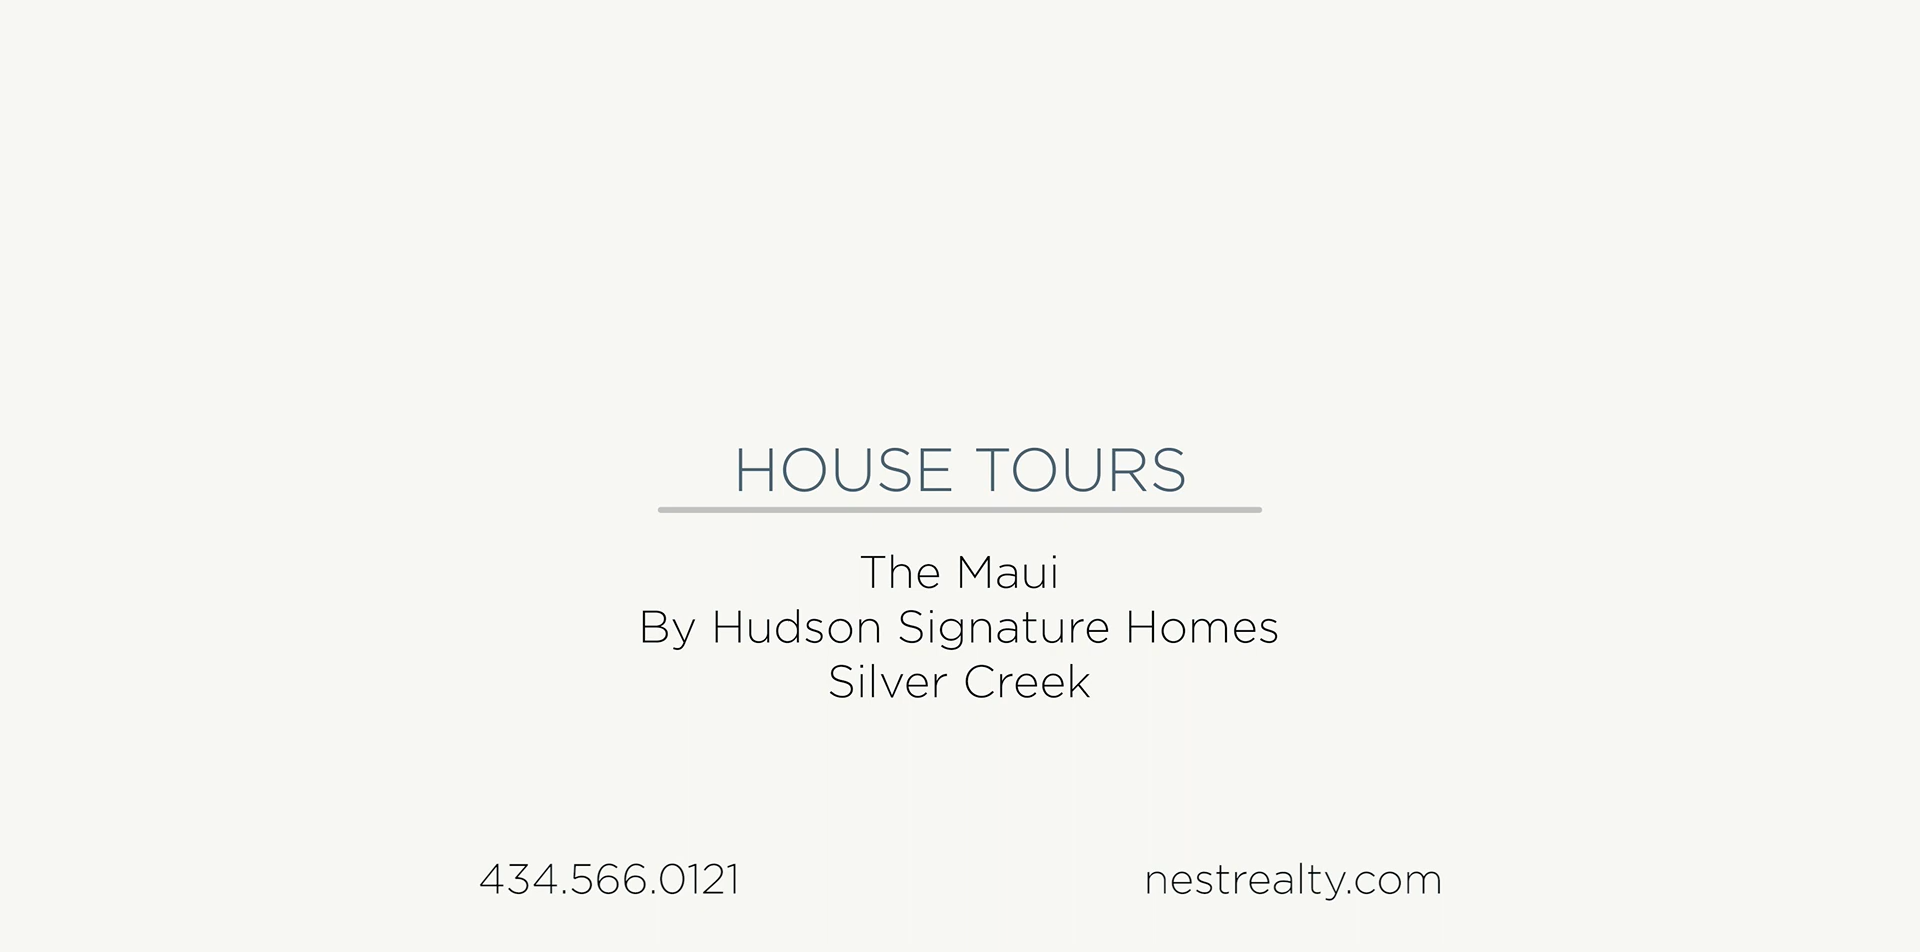 HOUSE TOURS
The Maui
By Hudson Signature Homes
Silver Creek
434.566.0121
nestrealty.com